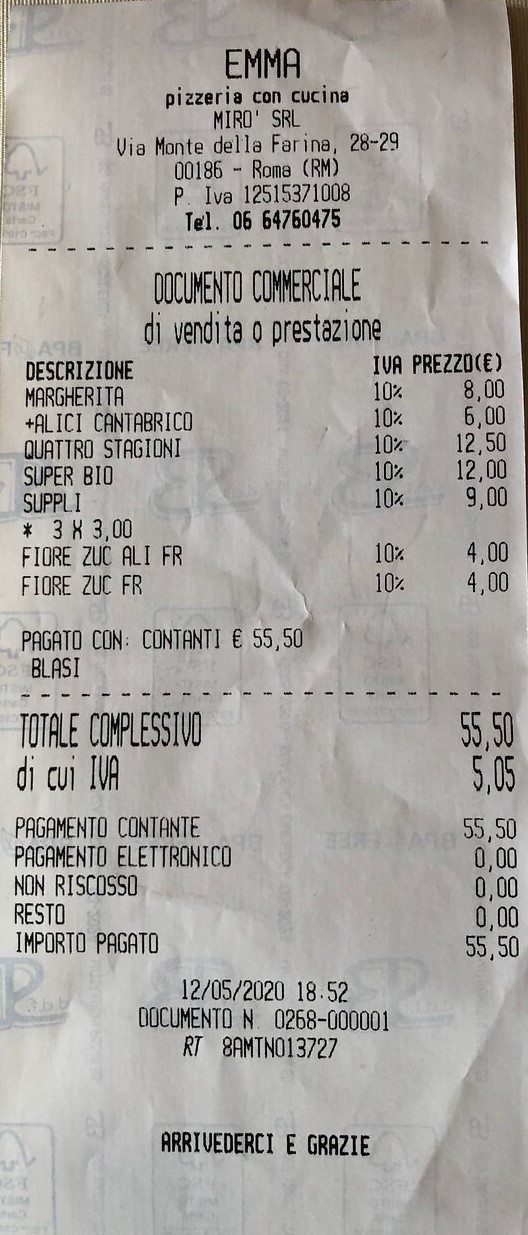 EMMA
pizzeria con cucina
MIRO' SRL
Via Monte della Farina, 28-29
00186 - Roma (RM)
P. Iva 12515371008
Tel. 06 64760475
DOCUMENTO COMMERCIALE
di vendita o prestazione
DESCRIZIONE IVA PREZZO(€)
MARGHERITA 10% 8,00
+ALICI CANTABRICO 10% 6,00
QUATTRO STAGIONI 10% 12,50
SUPER BIO 10% 12,00
SUPPLI 10% 9,00
* 3 X 3,00
FIORE ZUC ALI FR 10% 4,00
FIORE ZUC FR 10% 4,00
PAGATO CON: CONTANTI € 55,50
BLASI
TOTALE COMPLESSIVO 55,50
di cui IVA 5,05
PAGAMENTO CONTANTE 55,50
PAGAMENTO ELETTRONICO 0,00
NON RISCOSSO 0,00
RESTO 0,00
IMPORTO PAGATO 55,50
12/05/2020 18:52
DOCUMENTO N. 0268-000001
RT 8AMTN013727
ARRIVEDERCI E GRAZIE